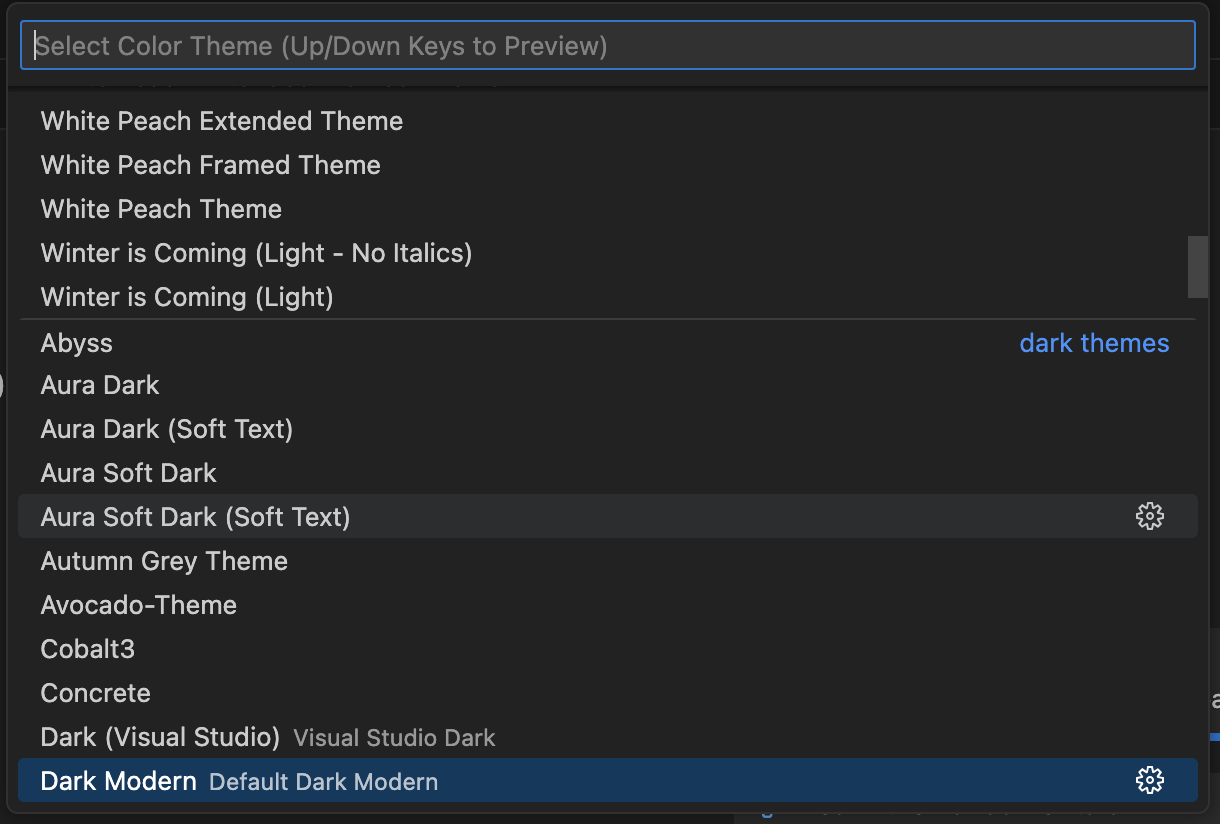 Select Color Theme (Up/Down Keys to Preview)
White Peach Extended Theme
White Peach Framed Theme
White Peach Theme
Winter is Coming (Light - No Italics)
Winter is Coming (Light)
Abyss dark themes
Aura Dark
Aura Dark (Soft Text)
Aura Soft Dark
Aura Soft Dark (Soft Text)
Autumn Grey Theme
Avocado-Theme
Cobalt3
Concrete
Dark (Visual Studio) Visual Studio Dark
Dark Modern Default Dark Modern